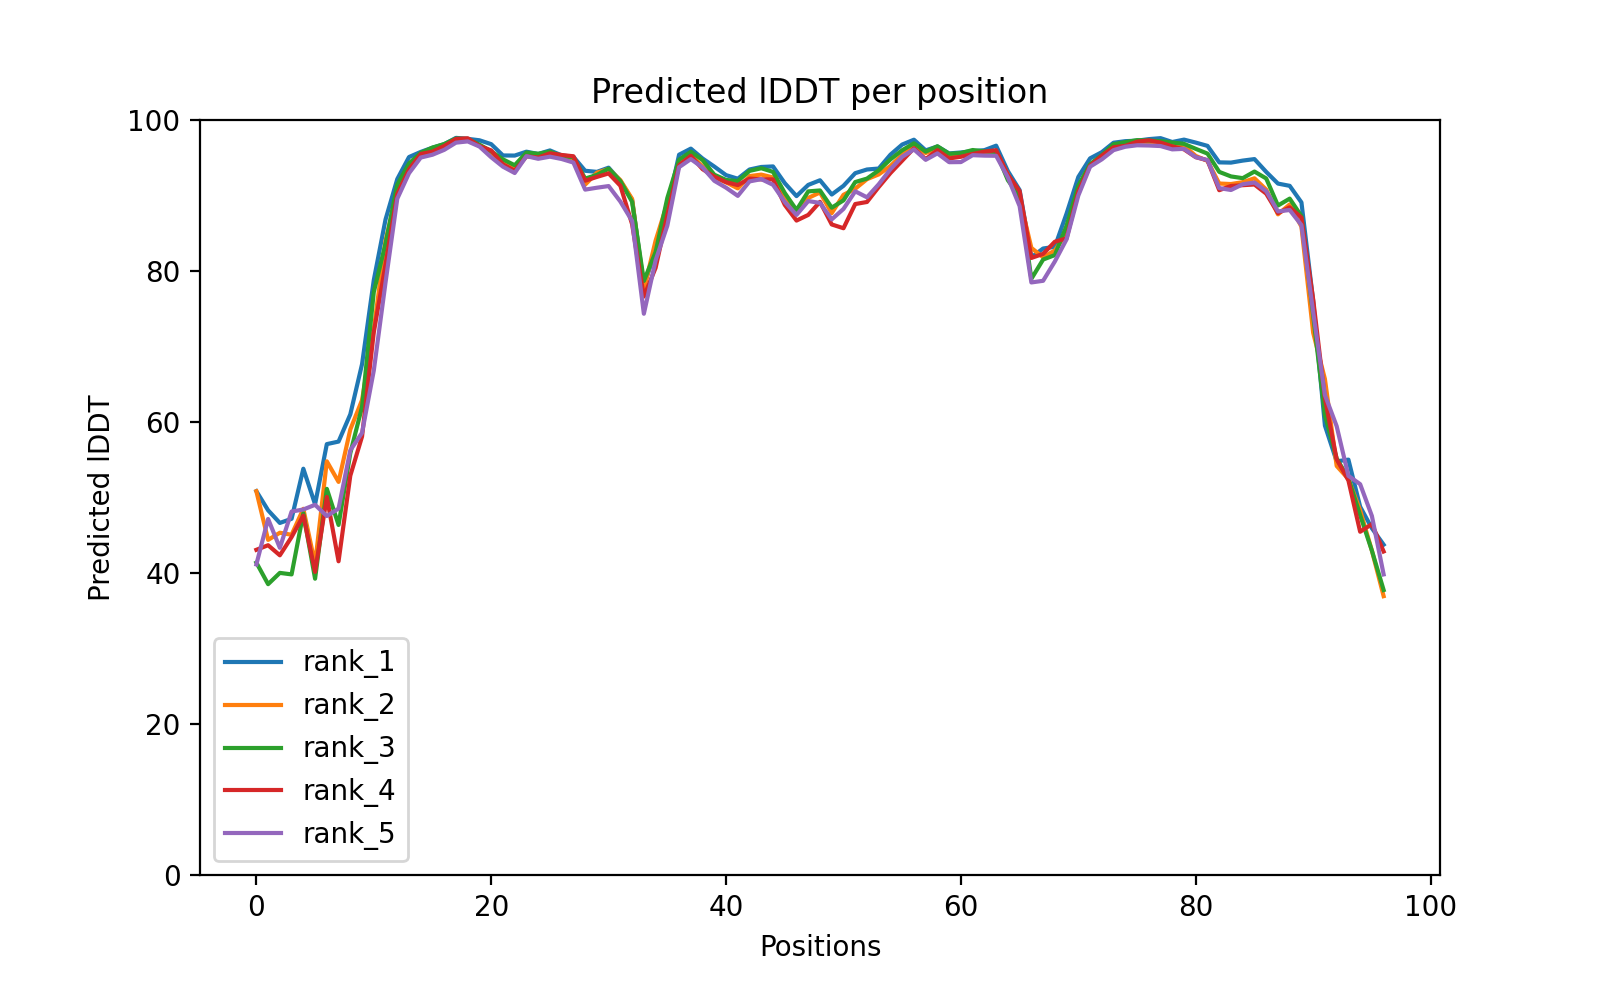 Predicted lDDT per position
100
80
60
40
20
0
Predicted lDDT
rank_1
rank_2
rank_3
rank_4
rank_5
0 20 40 60 80 100
Positions